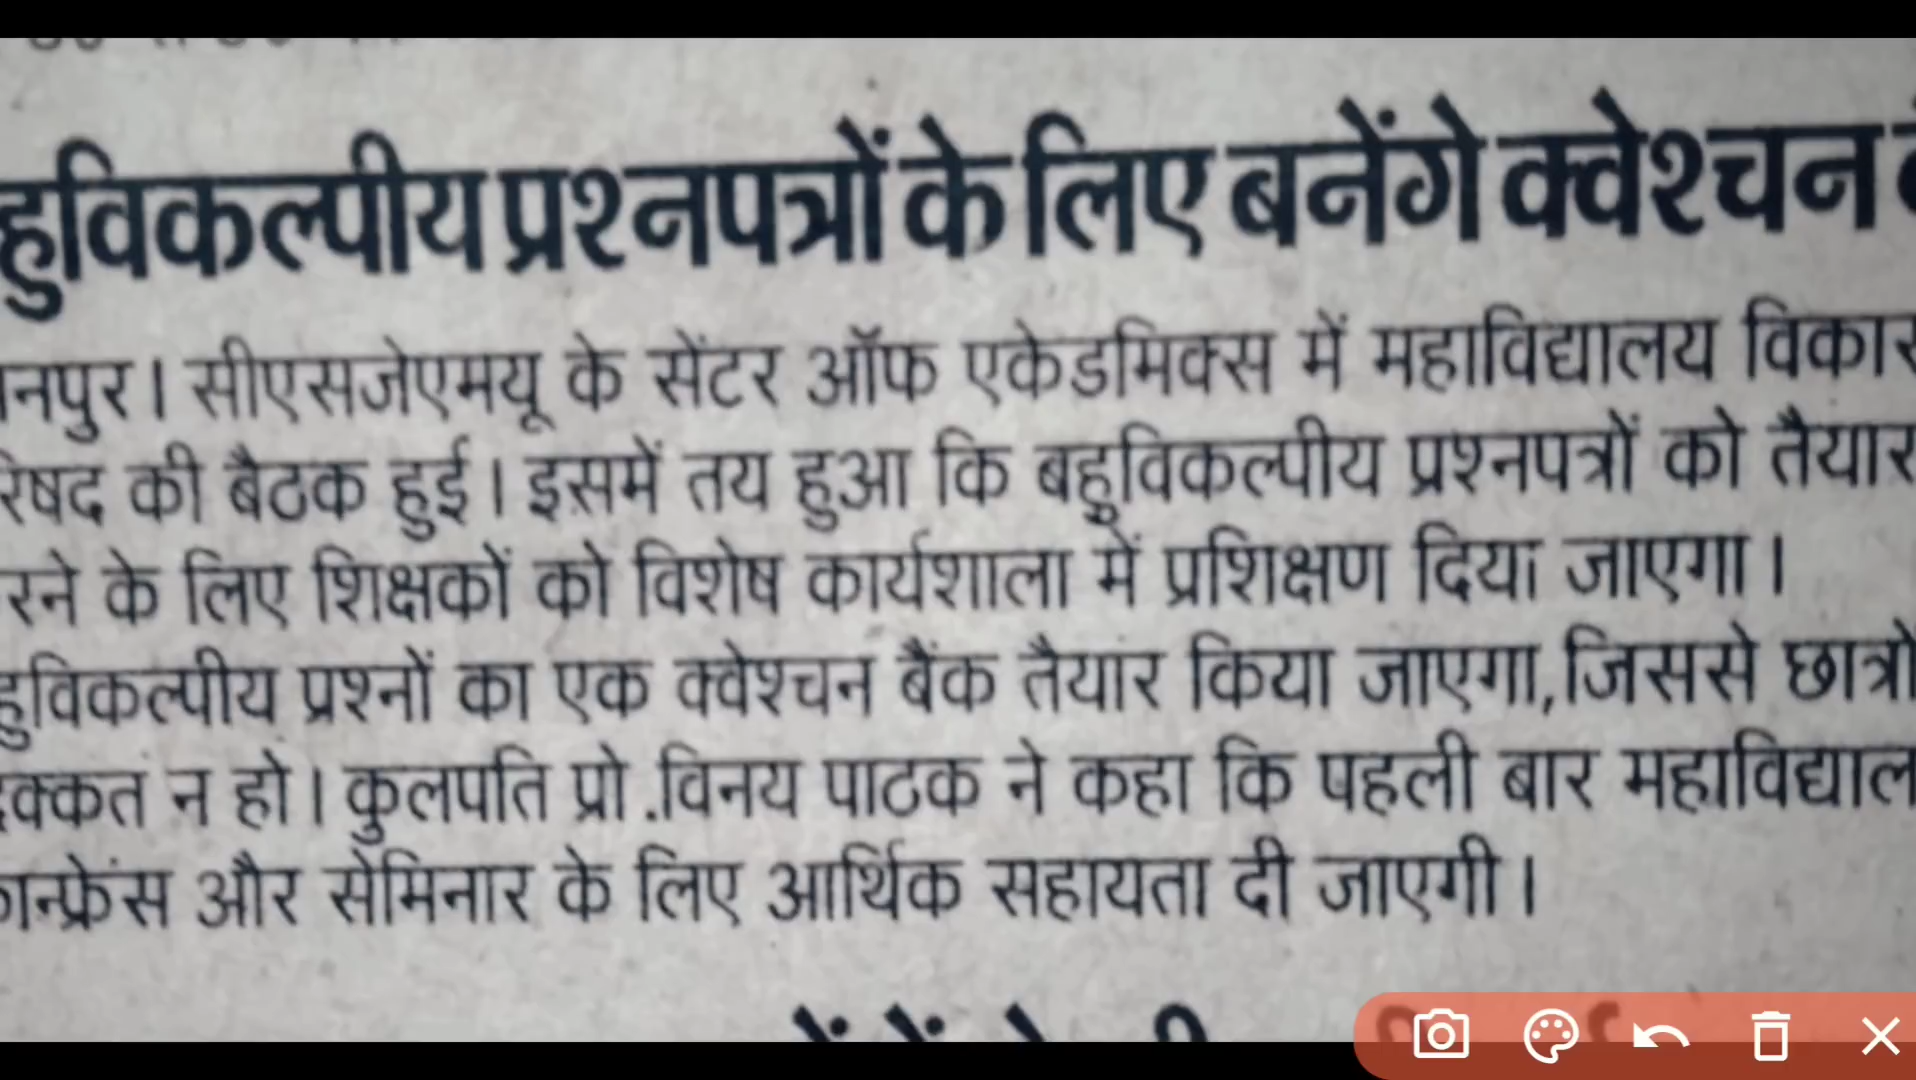 हुविकल्पीय प्रश्नपत्रों के लिए बनेंगे क्वेश्चन
नपुर। सीएसजेएमयू के सेंटर ऑफ एकेडमिक्स में महाविद्यालय विकास
रिषद की बैठक हुई। इसमें तय हुआ कि बहुविकल्पीय प्रश्नपत्रों को तैयार
रने के लिए शिक्षकों को विशेष कार्यशाला में प्रशिक्षण दिया जाएगा।
हुविकल्पीय प्रश्नों का एक क्वेश्चन बैंक तैयार किया जाएगा,जिससे छात्रों
दिक्कत न हो। कुलपति प्रो.विनय पाठक ने कहा कि पहली बार महाविद्याल
कान्फ्रेंस और सेमिनार के लिए आर्थिक सहायता दी जाएगी।